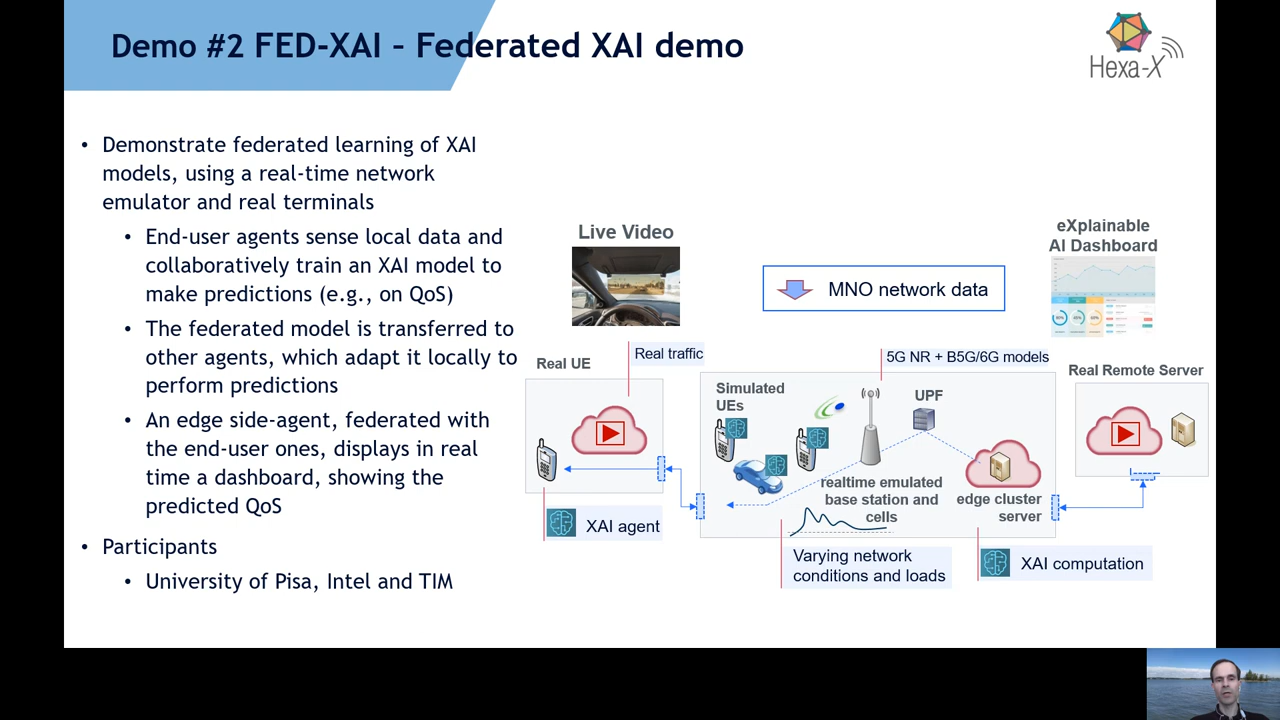 Demo #2 FED-XAI – Federated XAI demo
Hexa-X
• Demonstrate federated learning of XAI
models, using a real-time network
emulator and real terminals
• End-user agents sense local data and
collaboratively train an XAI model to
make predictions (e.g., on QoS)
• The federated model is transferred to
other agents, which adapt it locally to
perform predictions
• An edge side-agent, federated with
the end-user ones, displays in real
time a dashboard, showing the
predicted QoS
• Participants
• University of Pisa, Intel and TIM
Live Video
eXplainable
AI Dashboard
MNO network data
Real UE
Real traffic
5G NR + B5G/6G models
Real Remote Server
Simulated
UEs
UPF
realtime emulated
base station and
cells
edge cluster
server
XAI agent
Varying network
conditions and loads
XAI computation